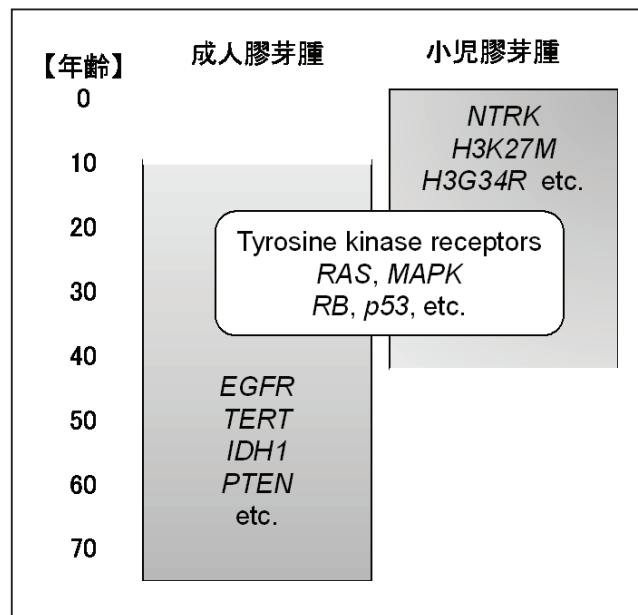 【年齢】
成人膠芽腫
小児膠芽腫
0
10
20
30
40
50
60
70
NTRK
H3K27M
H3G34R etc.
Tyrosine kinase receptors
RAS, MAPK
RB, p53, etc.
EGFR
TERT
IDH1
PTEN
etc.